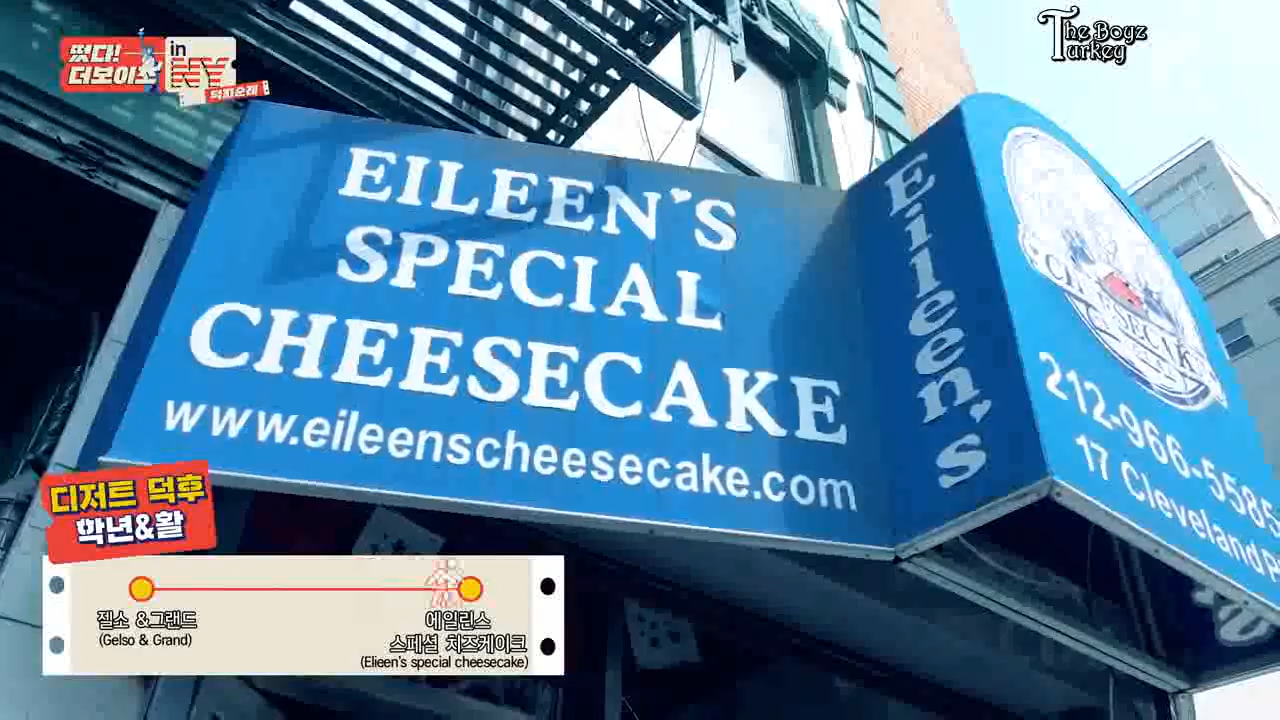 떴다!
더보이즈
in
NY
덕지순례
The Boyz
Turkey
EILEEN'S
SPECIAL
CHEESECAKE
www.eileenscheesecake.com
Eileen's
CHEESECAKE
212-966-5585
17 Cleveland P
디저트 덕후
학년&활
젤소 &그랜드
(Gelso & Grand)
에일린스
스페셜 치즈케이크
(Elieen's special cheesecake)